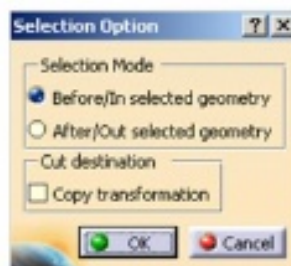 Selection Option
Selection Mode
Before/In selected geometry
After/Out selected geometry
Cut destination
Copy transformation
OK
Cancel